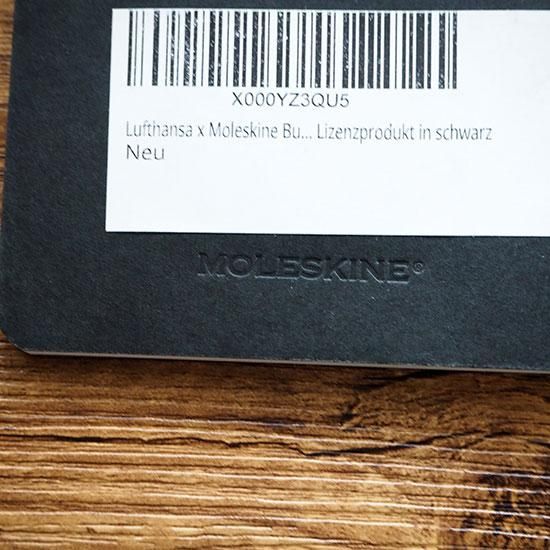 X000YZ3QU5
Lufthansa x Moleskine Bu... Lizenzprodukt in schwarz
Neu
MOLESKINE®